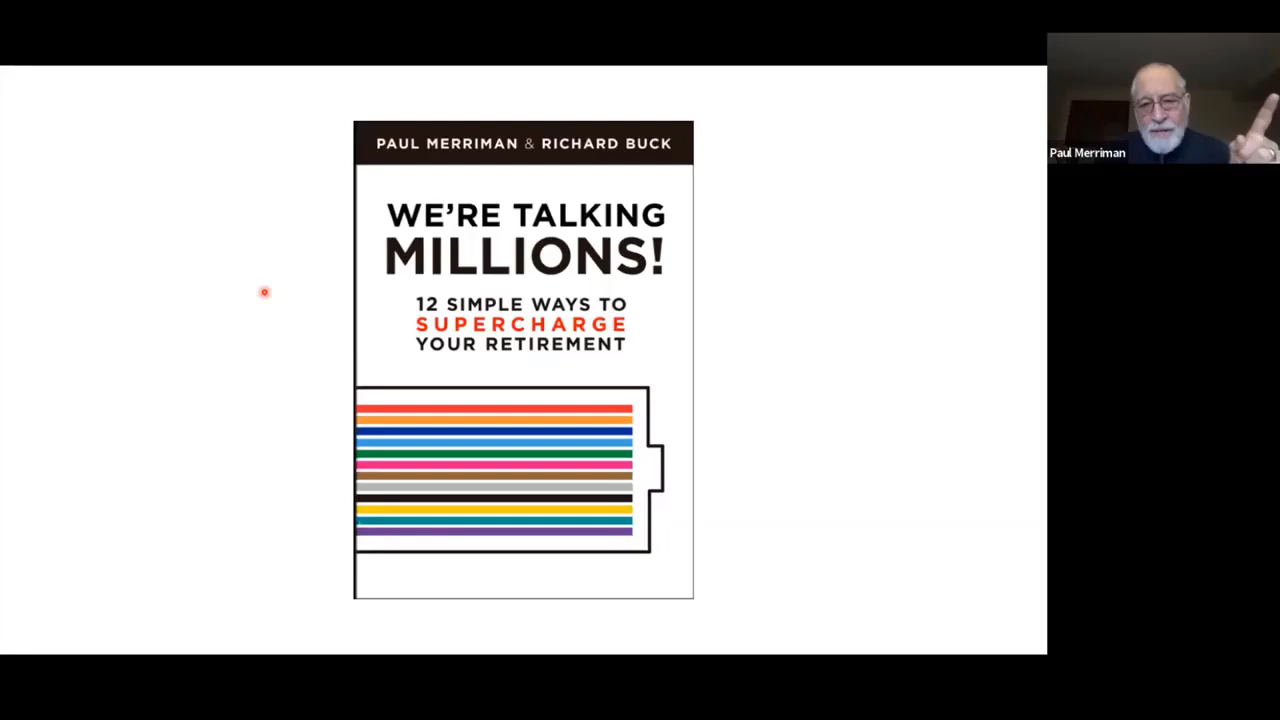 PAUL MERRIMAN & RICHARD BUCK
WE'RE TALKING
MILLIONS!
12 SIMPLE WAYS TO
SUPERCHARGE
YOUR RETIREMENT
Paul Merriman